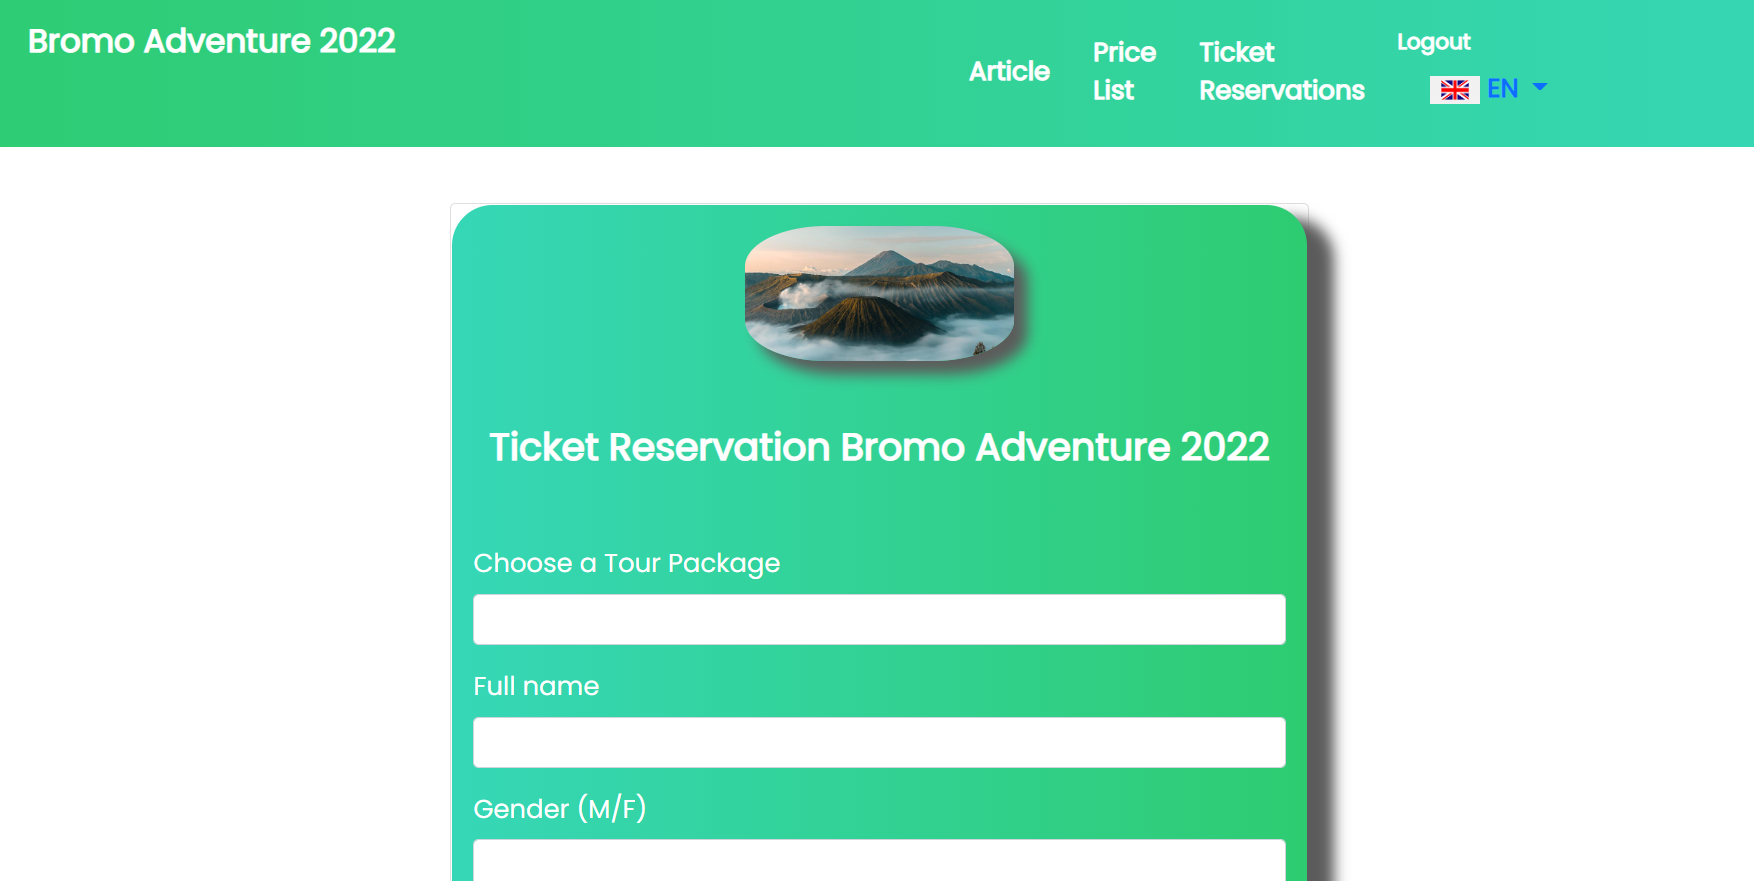 Bromo Adventure 2022
Article
Price
List
Ticket
Reservations
Logout
EN
Ticket Reservation Bromo Adventure 2022
Choose a Tour Package
Full name
Gender (M/F)